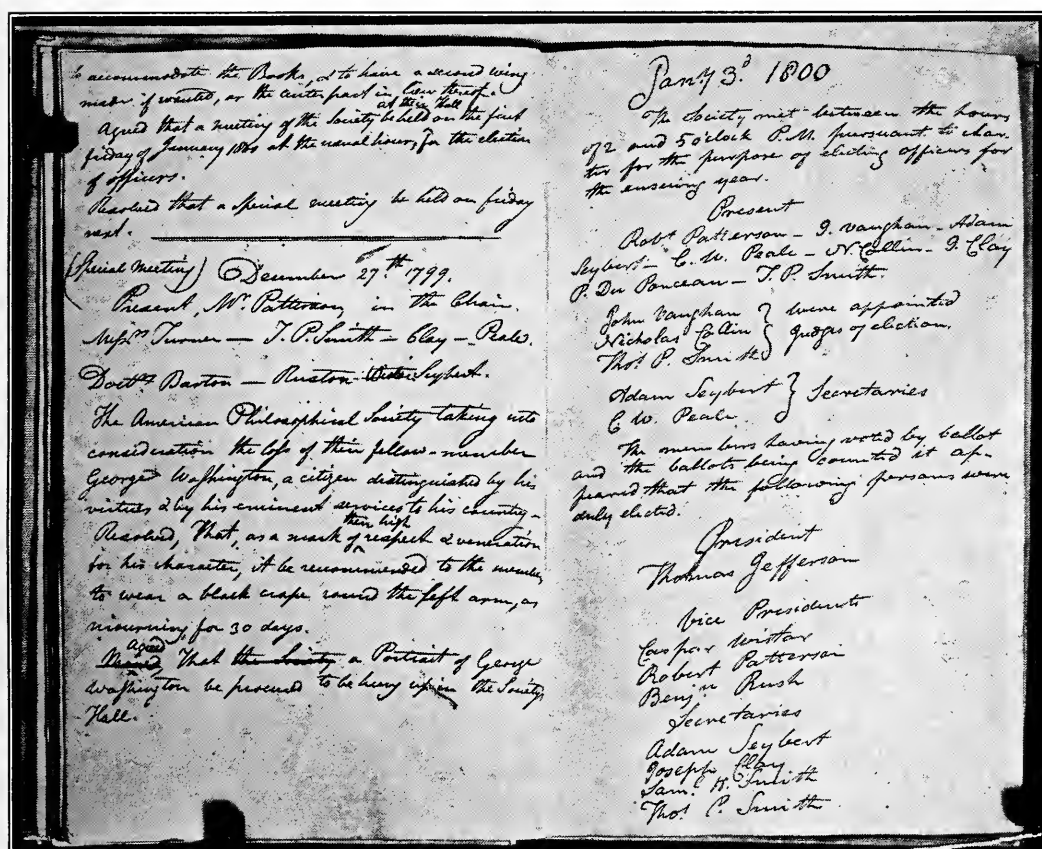 to accommodate the Books, & to have a second wing
made if wanted, or the center part in lieu thereof.
at their Hall
Agreed that a meeting of the Society be held on the first
friday of January 1800 at the usual hours, for the election
of officers.
Resolved that a special meeting be held on friday
next.
(Special Meeting) December 27th 1799.
Present, Mr. Patterson, in the Chair.
Messrs Turner — T. P. Smith — Clay — Peale.
Doctrs Barton — Ruston — Wistar Seybert.
The American Philosophical Society taking into
consideration the loss of their fellow-member
George Washington, a citizen distinguished by his
virtues & by his eminent services to his country —
their high
Resolved, That, as a mark of respect & veneration
for his character, it be recommended to the members
to wear a black crape round the left arm, as
mourning, for 30 days.
agreed
Moved, That the Society a Portrait of George
Washington be procured to be hung up in the Society's
Hall.
Jany 3d 1800
The Society met between the hours
of 2 and 5 o'clock P.M. pursuant to char-
ter for the purpose of electing officers for
the ensuing year.
Present
Robt Patterson — J. Vaughan — Adam
Seybert — C. W. Peale — N. Collin — J. Clay
P. Du Ponceau — T. P. Smith.
John Vaughan } were appointed
Nicholas Collin } Judges of election.
Thos P. Smith
Adam Seybert } Secretaries
C W. Peale
The members having voted by ballot
and the ballots being counted it ap-
peared that the following persons were
duly elected.
President
Thomas Jefferson
Vice Presidents
Caspar Wistar
Robert Patterson
Benjn Rush
Secretaries
Adam Seybert
Joseph Clay
Saml H. Smith
Thos P. Smith